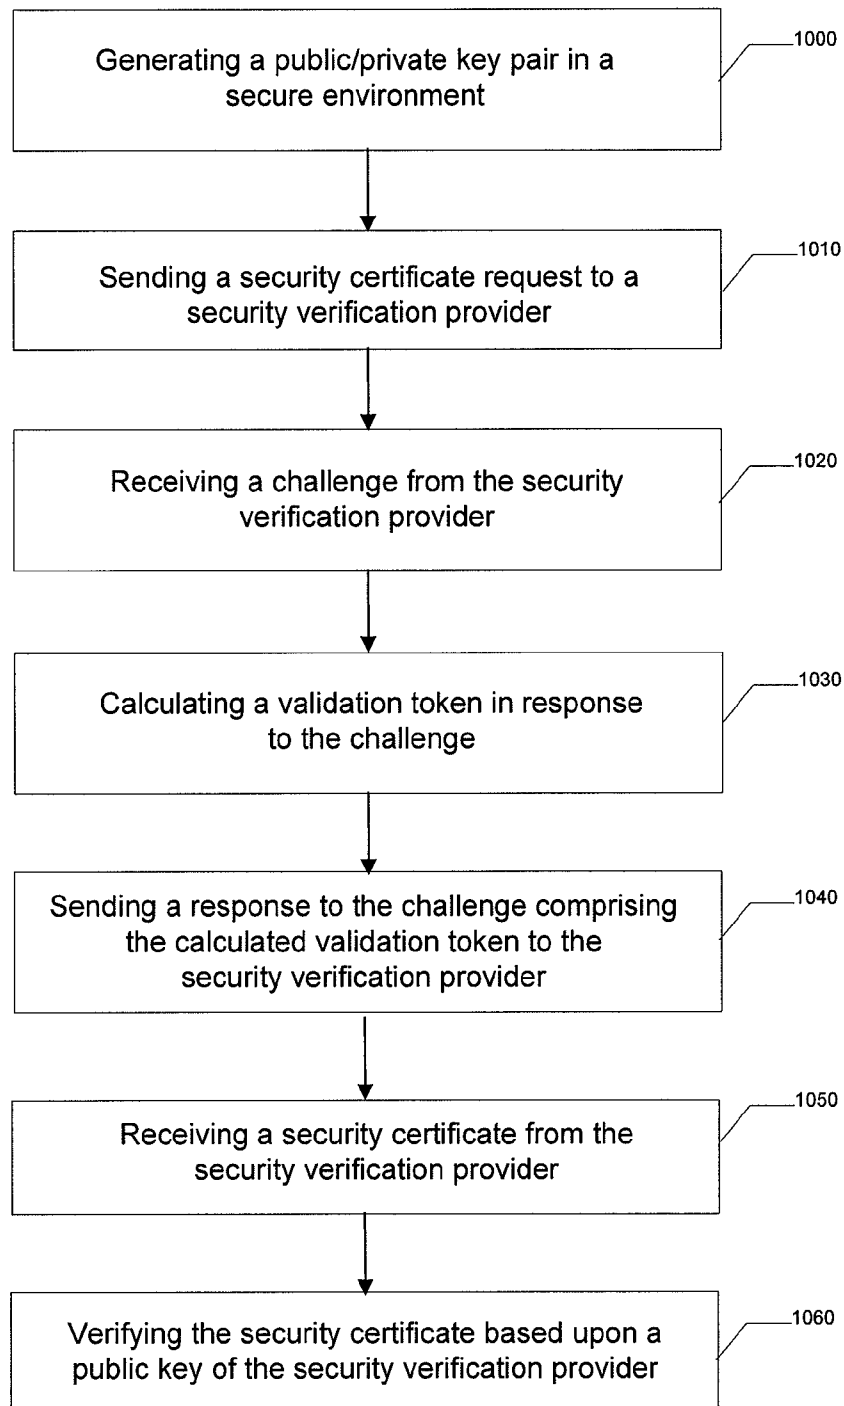 1000
Generating a public/private key pair in a
secure environment
1010
Sending a security certificate request to a
security verification provider
1020
Receiving a challenge from the security
verification provider
1030
Calculating a validation token in response
to the challenge
1040
Sending a response to the challenge comprising
the calculated validation token to the
security verification provider
1050
Receiving a security certificate from the
security verification provider
1060
Verifying the security certificate based upon a
public key of the security verification provider